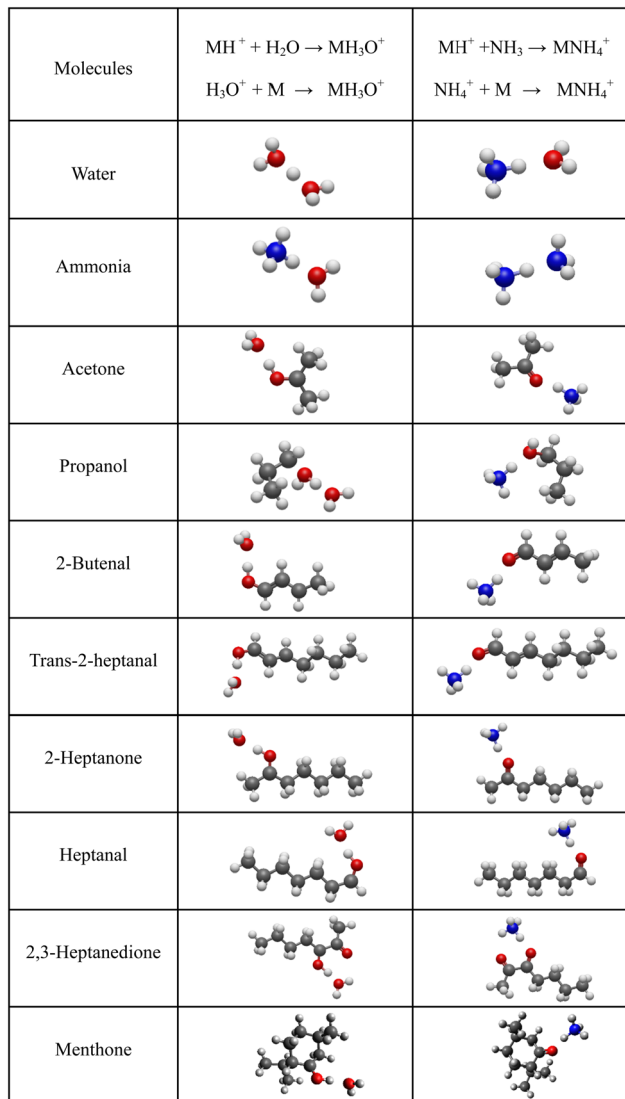 Molecules
MH⁺ + H₂O → MH₃O⁺
H₃O⁺ + M → MH₃O⁺
MH⁺ +NH₃ → MNH₄⁺
NH₄⁺ + M → MNH₄⁺
Water
Ammonia
Acetone
Propanol
2-Butenal
Trans-2-heptanal
2-Heptanone
Heptanal
2,3-Heptanedione
Menthone